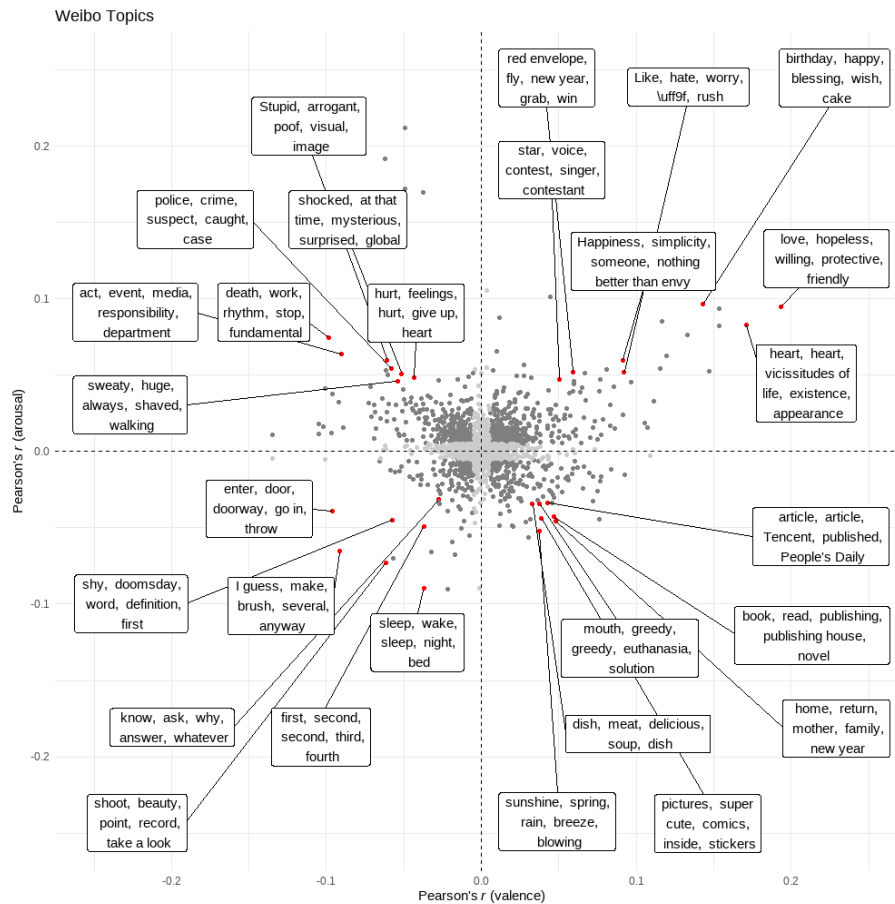 Weibo Topics
red envelope,
fly, new year,
grab, win
Like, hate, worry,
\uff9f, rush
birthday, happy,
blessing, wish,
cake
Stupid, arrogant,
poof, visual,
image
star, voice,
contest, singer,
contestant
police, crime,
suspect, caught,
case
shocked, at that
time, mysterious,
surprised, global
Happiness, simplicity,
someone, nothing
better than envy
love, hopeless,
willing, protective,
friendly
act, event, media,
responsibility,
department
death, work,
rhythm, stop,
fundamental
hurt, feelings,
hurt, give up,
heart
heart, heart,
vicissitudes of
life, existence,
appearance
sweaty, huge,
always, shaved,
walking
enter, door,
doorway, go in,
throw
article, article,
Tencent, published,
People's Daily
shy, doomsday,
word, definition,
first
I guess, make,
brush, several,
anyway
sleep, wake,
sleep, night,
bed
mouth, greedy,
greedy, euthanasia,
solution
book, read, publishing,
publishing house,
novel
know, ask, why,
answer, whatever
first, second,
second, third,
fourth
dish, meat, delicious,
soup, dish
home, return,
mother, family,
new year
shoot, beauty,
point, record,
take a look
sunshine, spring,
rain, breeze,
blowing
pictures, super
cute, comics,
inside, stickers
0.2
0.1
0.0
-0.1
-0.2
Pearson's r (arousal)
-0.2 -0.1 0.0 0.1 0.2
Pearson's r (valence)